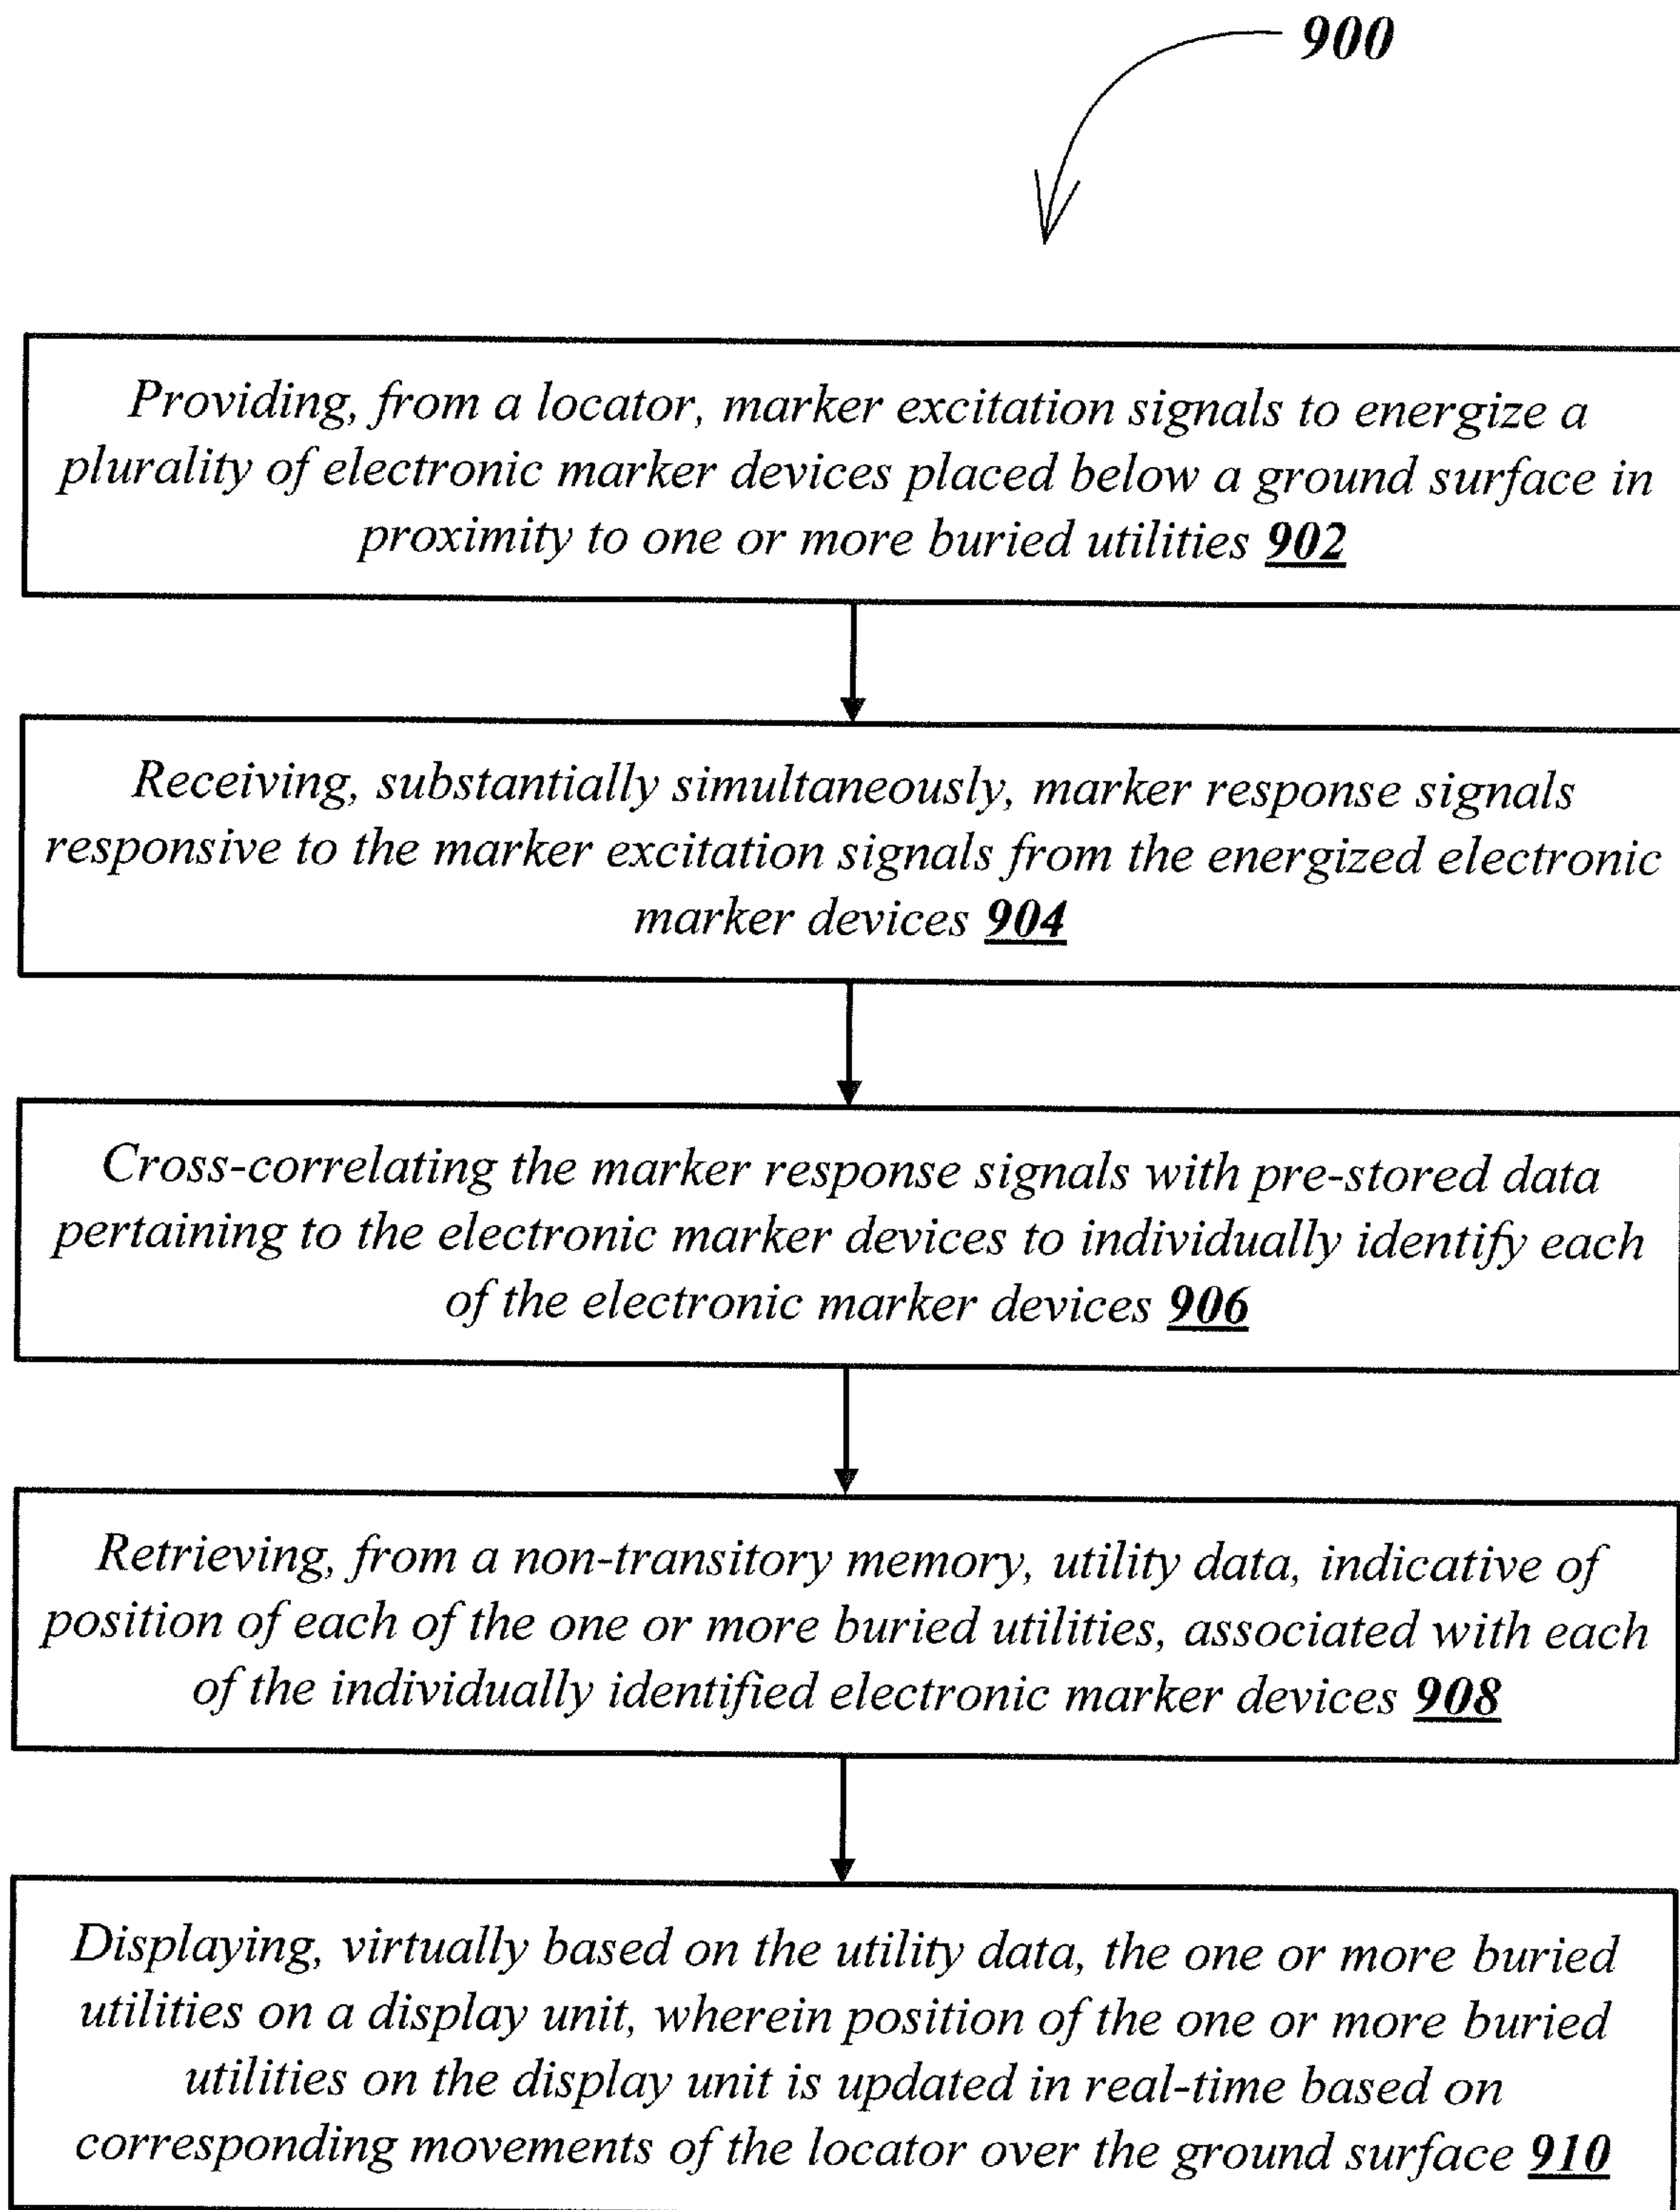 900
Providing, from a locator, marker excitation signals to energize a
plurality of electronic marker devices placed below a ground surface in
proximity to one or more buried utilities 902
Receiving, substantially simultaneously, marker response signals
responsive to the marker excitation signals from the energized electronic
marker devices 904
Cross-correlating the marker response signals with pre-stored data
pertaining to the electronic marker devices to individually identify each
of the electronic marker devices 906
Retrieving, from a non-transitory memory, utility data, indicative of
position of each of the one or more buried utilities, associated with each
of the individually identified electronic marker devices 908
Displaying, virtually based on the utility data, the one or more buried
utilities on a display unit, wherein position of the one or more buried
utilities on the display unit is updated in real-time based on
corresponding movements of the locator over the ground surface 910